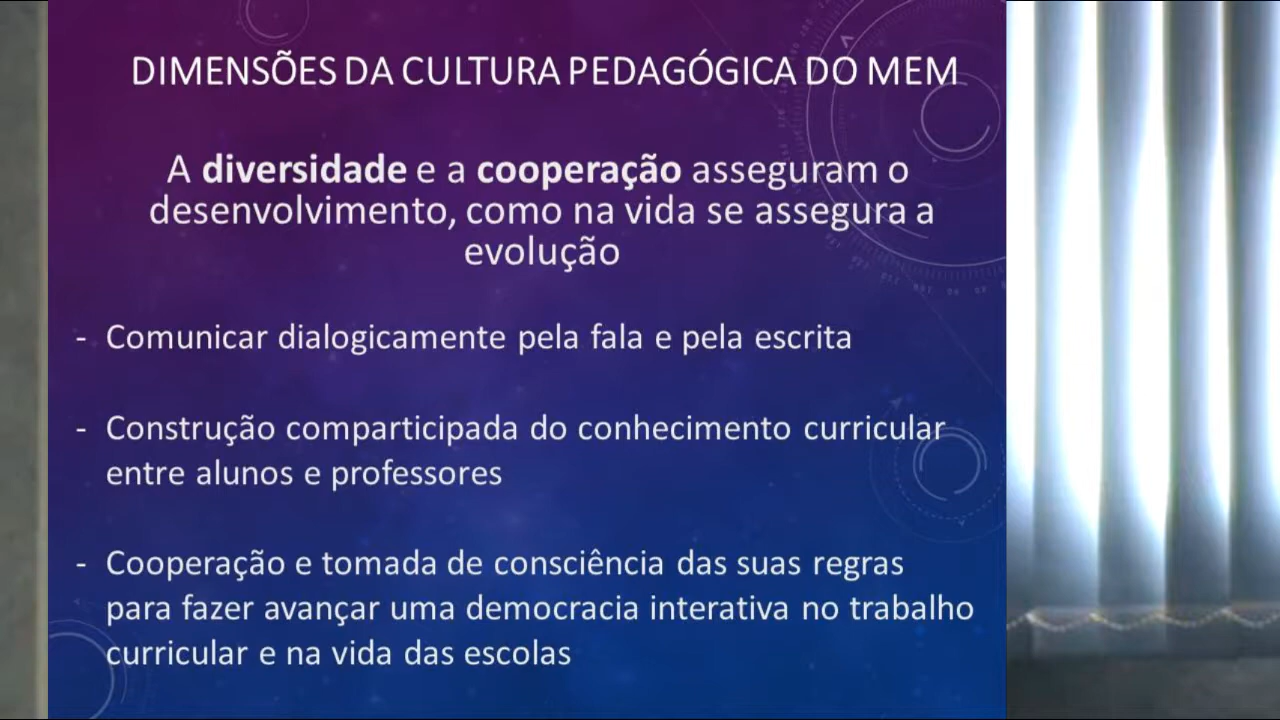 DIMENSÕES DA CULTURA PEDAGÓGICA DO MEM
A diversidade e a cooperação asseguram o
desenvolvimento, como na vida se assegura a
evolução
- Comunicar dialogicamente pela fala e pela escrita
- Construção comparticipada do conhecimento curricular
entre alunos e professores
- Cooperação e tomada de consciência das suas regras
para fazer avançar uma democracia interativa no trabalho
curricular e na vida das escolas